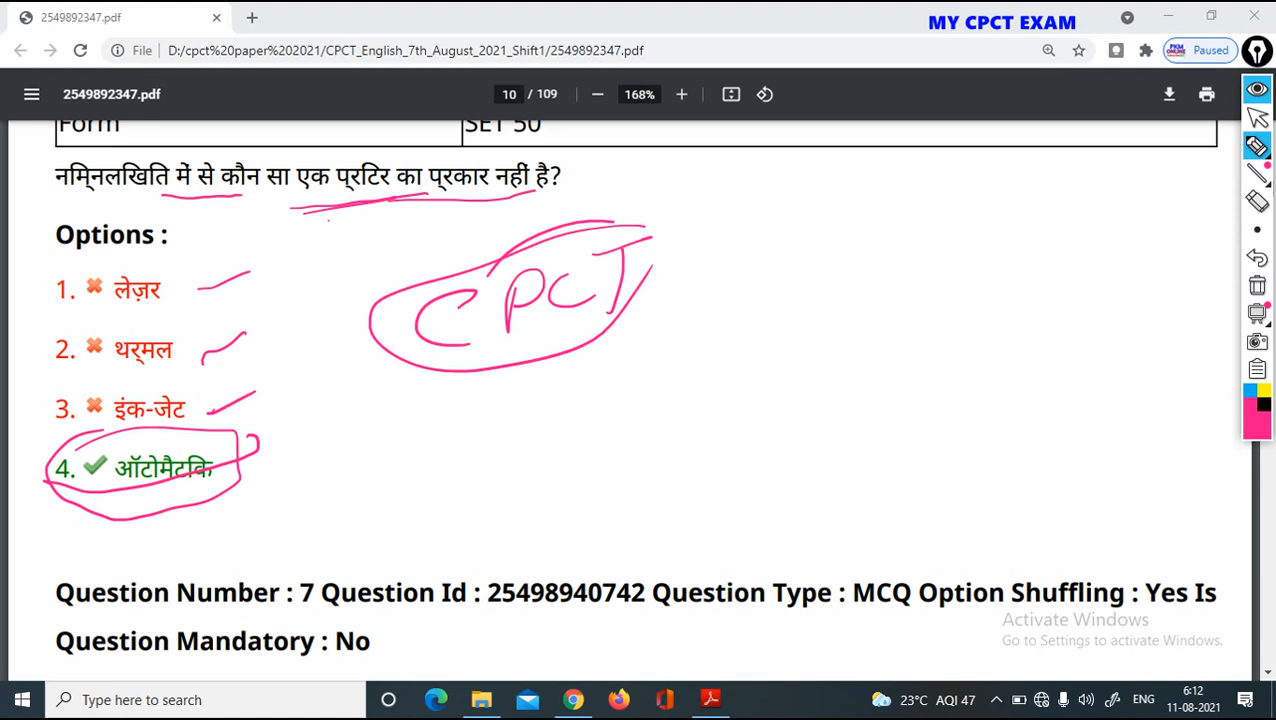 2549892347.pdf
MY CPCT EXAM
File D:/cpct%20paper%202021/CPCT_English_7th_August_2021_Shift1/2549892347.pdf
PKM ONLINE Paused
2549892347.pdf 10 / 109 168%
Form SET 50
निम्नलिखित में से कौन सा एक प्रिंटर का प्रकार नहीं है?
Options :
CPCT
1. लेज़र
2. थर्मल
3. इंक-जेट
4. ऑटोमैटिक
Question Number : 7 Question Id : 25498940742 Question Type : MCQ Option Shuffling : Yes Is
Question Mandatory : No
Activate Windows
Go to Settings to activate Windows.
Type here to search
23°C AQI 47
ENG
6:12
11-08-2021